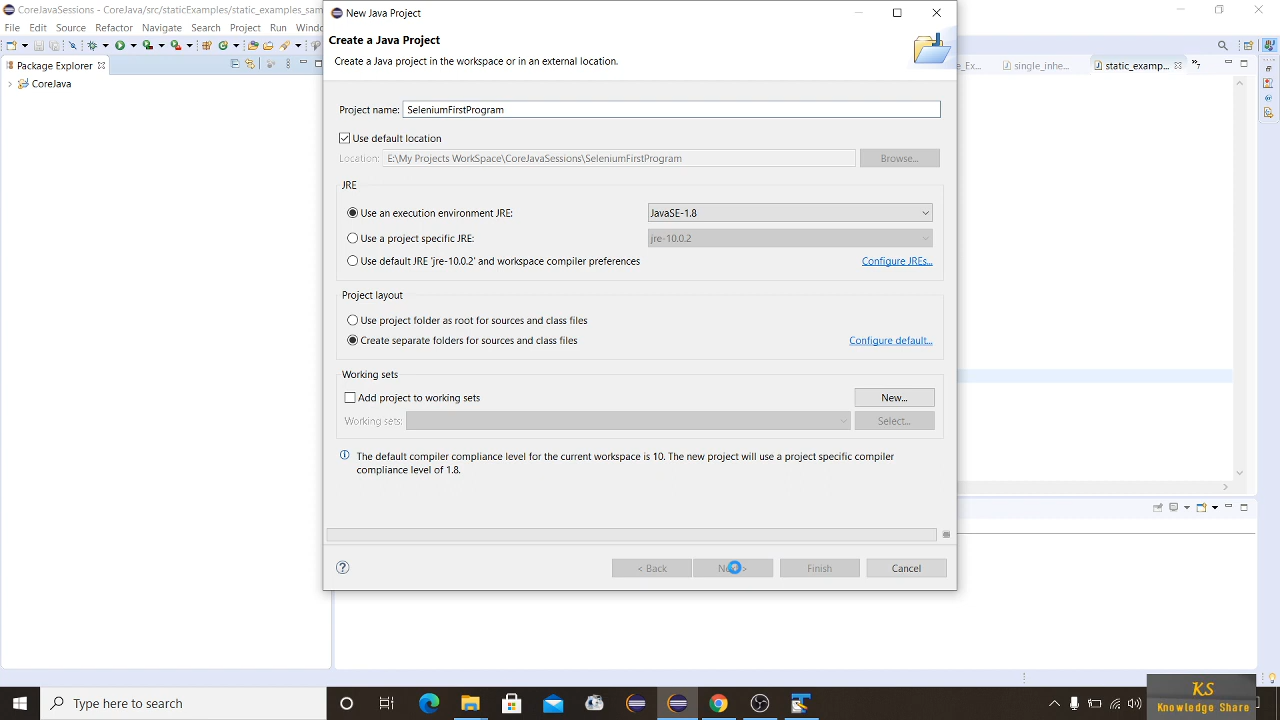 CoreJavaSessions - CoreJava/src/staticExamples/static_examples_sam
New Java Project
File Edit Source Refactor Navigate Search Project Run
Create a Java Project
Create a Java project in the workspace or in an external location.
Package Explorer
single_inhe...
static_examp...
CoreJava
Project name: SeleniumFirstProgram
Use default location
Location: E:\My Projects WorkSpace\CoreJavaSessions\SeleniumFirstProgram Browse...
JRE
Use an execution environment JRE: JavaSE-1.8
Use a project specific JRE: jre-10.0.2
Use default JRE 'jre-10.0.2' and workspace compiler preferences Configure JREs...
Project layout
Use project folder as root for sources and class files
Create separate folders for sources and class files Configure default...
Working sets
Add project to working sets New...
Working sets: Select...
The default compiler compliance level for the current workspace is 10. The new project will use a project specific compiler
compliance level of 1.8.
< Back Finish Cancel
Type here to search
KS
Knowledge Share